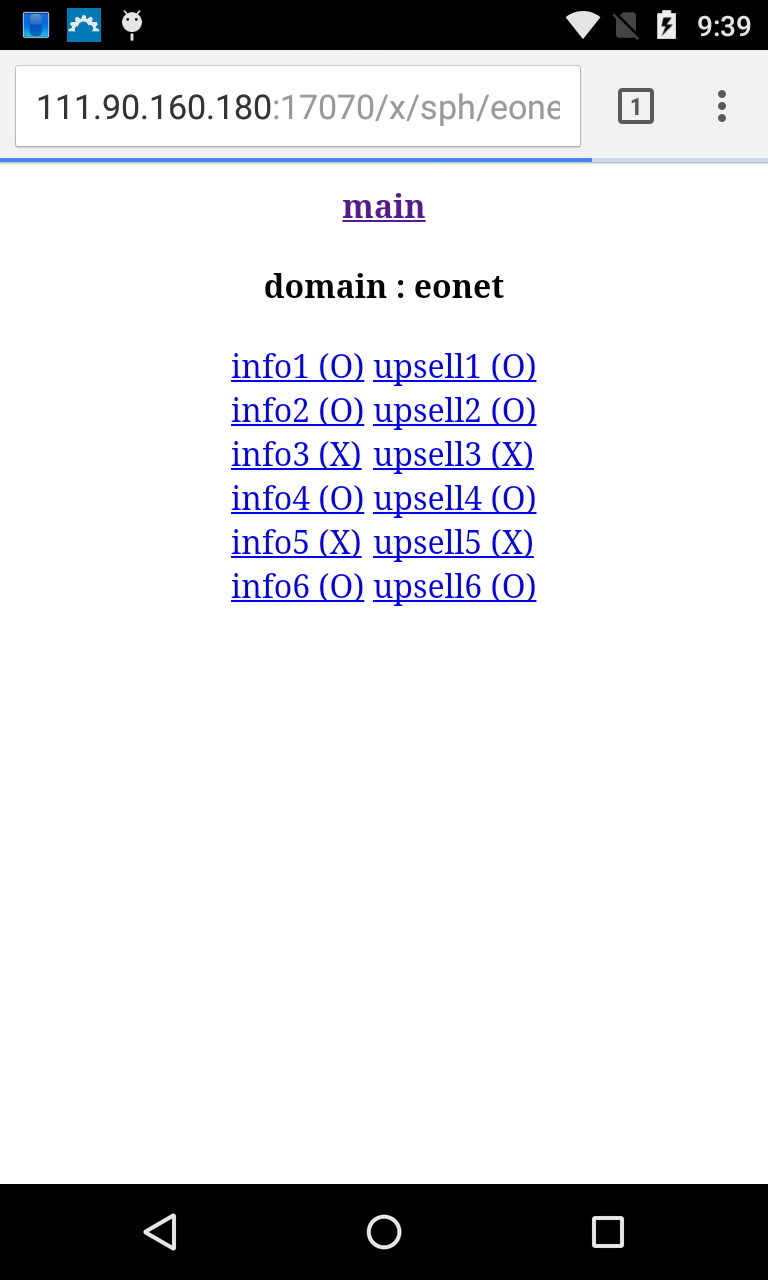 9:39
111.90.160.180:17070/x/sph/eone
1
main
domain : eonet
info1 (O) upsell1 (O)
info2 (O) upsell2 (O)
info3 (X) upsell3 (X)
info4 (O) upsell4 (O)
info5 (X) upsell5 (X)
info6 (O) upsell6 (O)